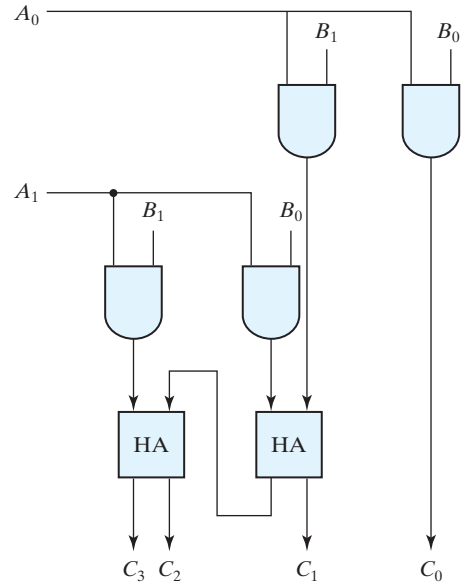 A₀
B₁ B₀
A₁
B₁ B₀
HA HA
C₃ C₂ C₁ C₀